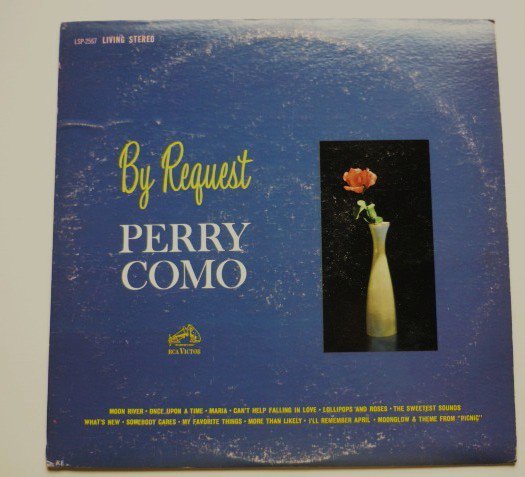 LSP-2567 LIVING STEREO
By Request
PERRY
COMO
RCA VICTOR
MOON RIVER • ONCE UPON A TIME • MARIA • CAN'T HELP FALLING IN LOVE • LOLLIPOPS AND ROSES • THE SWEETEST SOUNDS
WHAT'S NEW • SOMEBODY CARES • MY FAVORITE THINGS • MORE THAN LIKELY • I'LL REMEMBER APRIL • MOONGLOW & THEME FROM "PICNIC"